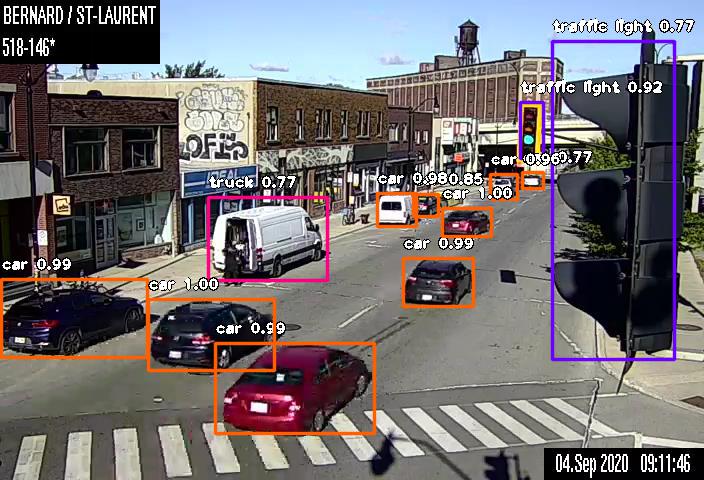 BERNARD / ST-LAURENT
518-146*
traffic light 0.77
traffic light 0.92
car 0.96
0.77
truck 0.77
car 0.98
0.85
car 1.00
car 0.99
car 0.99
car 1.00
car 0.99
04.Sep 2020 09:11:46